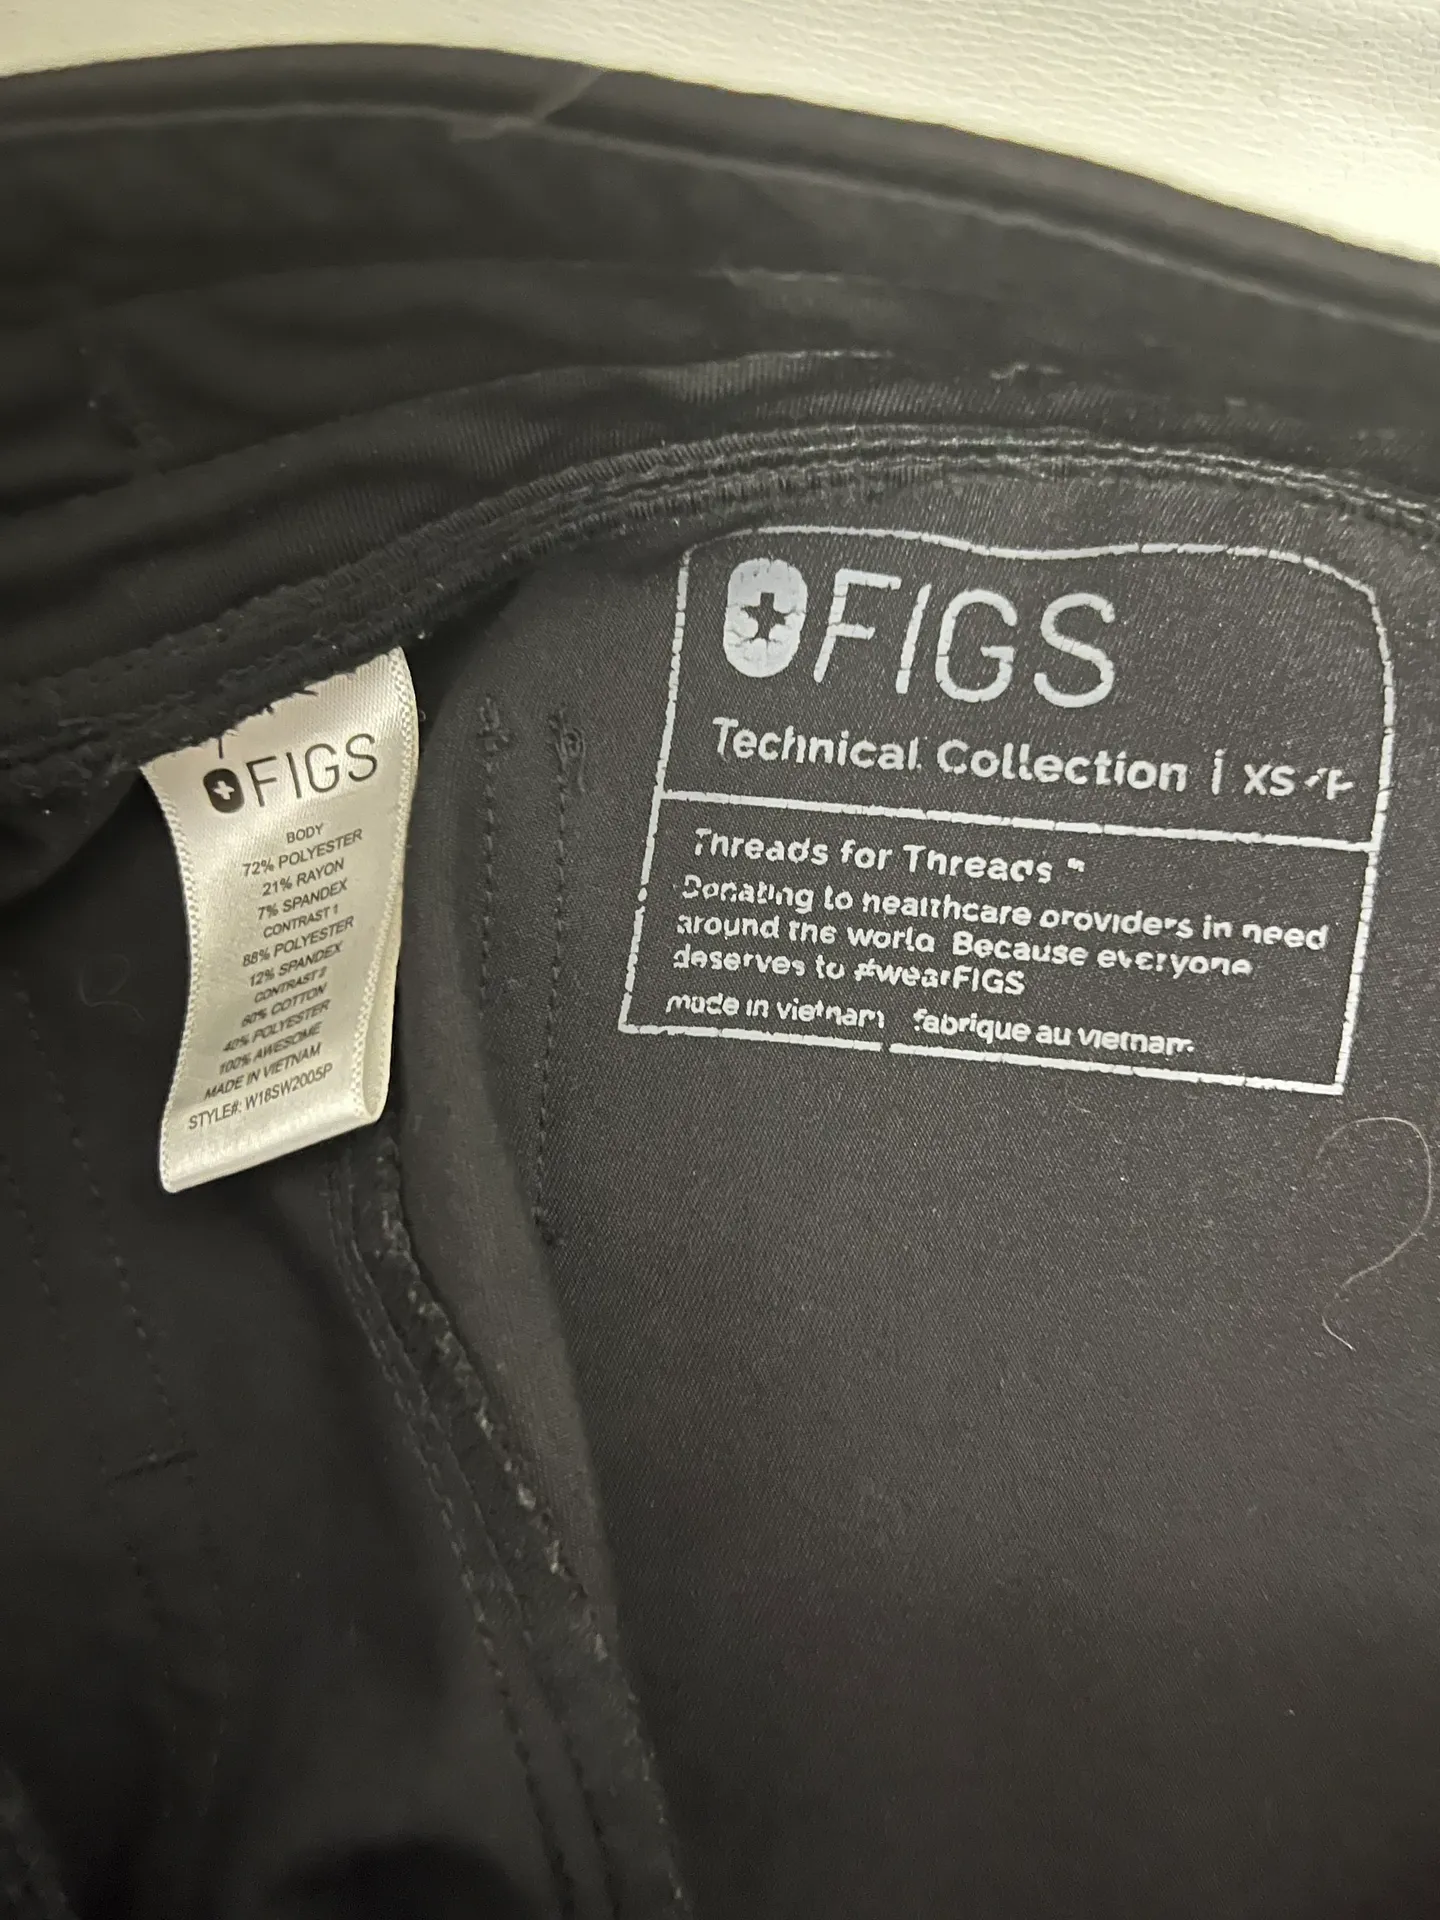 FIGS
BODY
72% POLYESTER
21% RAYON
7% SPANDEX
CONTRAST 1
88% POLYESTER
12% SPANDEX
CONTRAST 2
60% COTTON
40% POLYESTER
100% AWESOME
MADE IN VIETNAM
STYLE#: W18SW2005P
FIGS
Technical Collection | XS
Threads for Threads ™
Donating to healthcare providers in need
around the world Because everyone
deserves to #wearFIGS
made in vietnam fabrique au vietnam